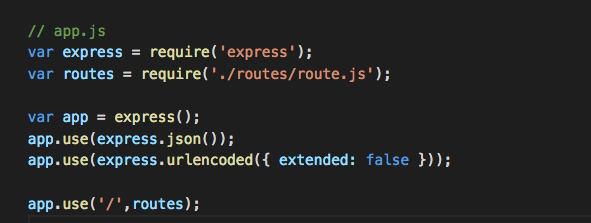 // app.js
var express = require('express');
var routes = require('./routes/route.js');
var app = express();
app.use(express.json());
app.use(express.urlencoded({ extended: false }));
app.use('/',routes);